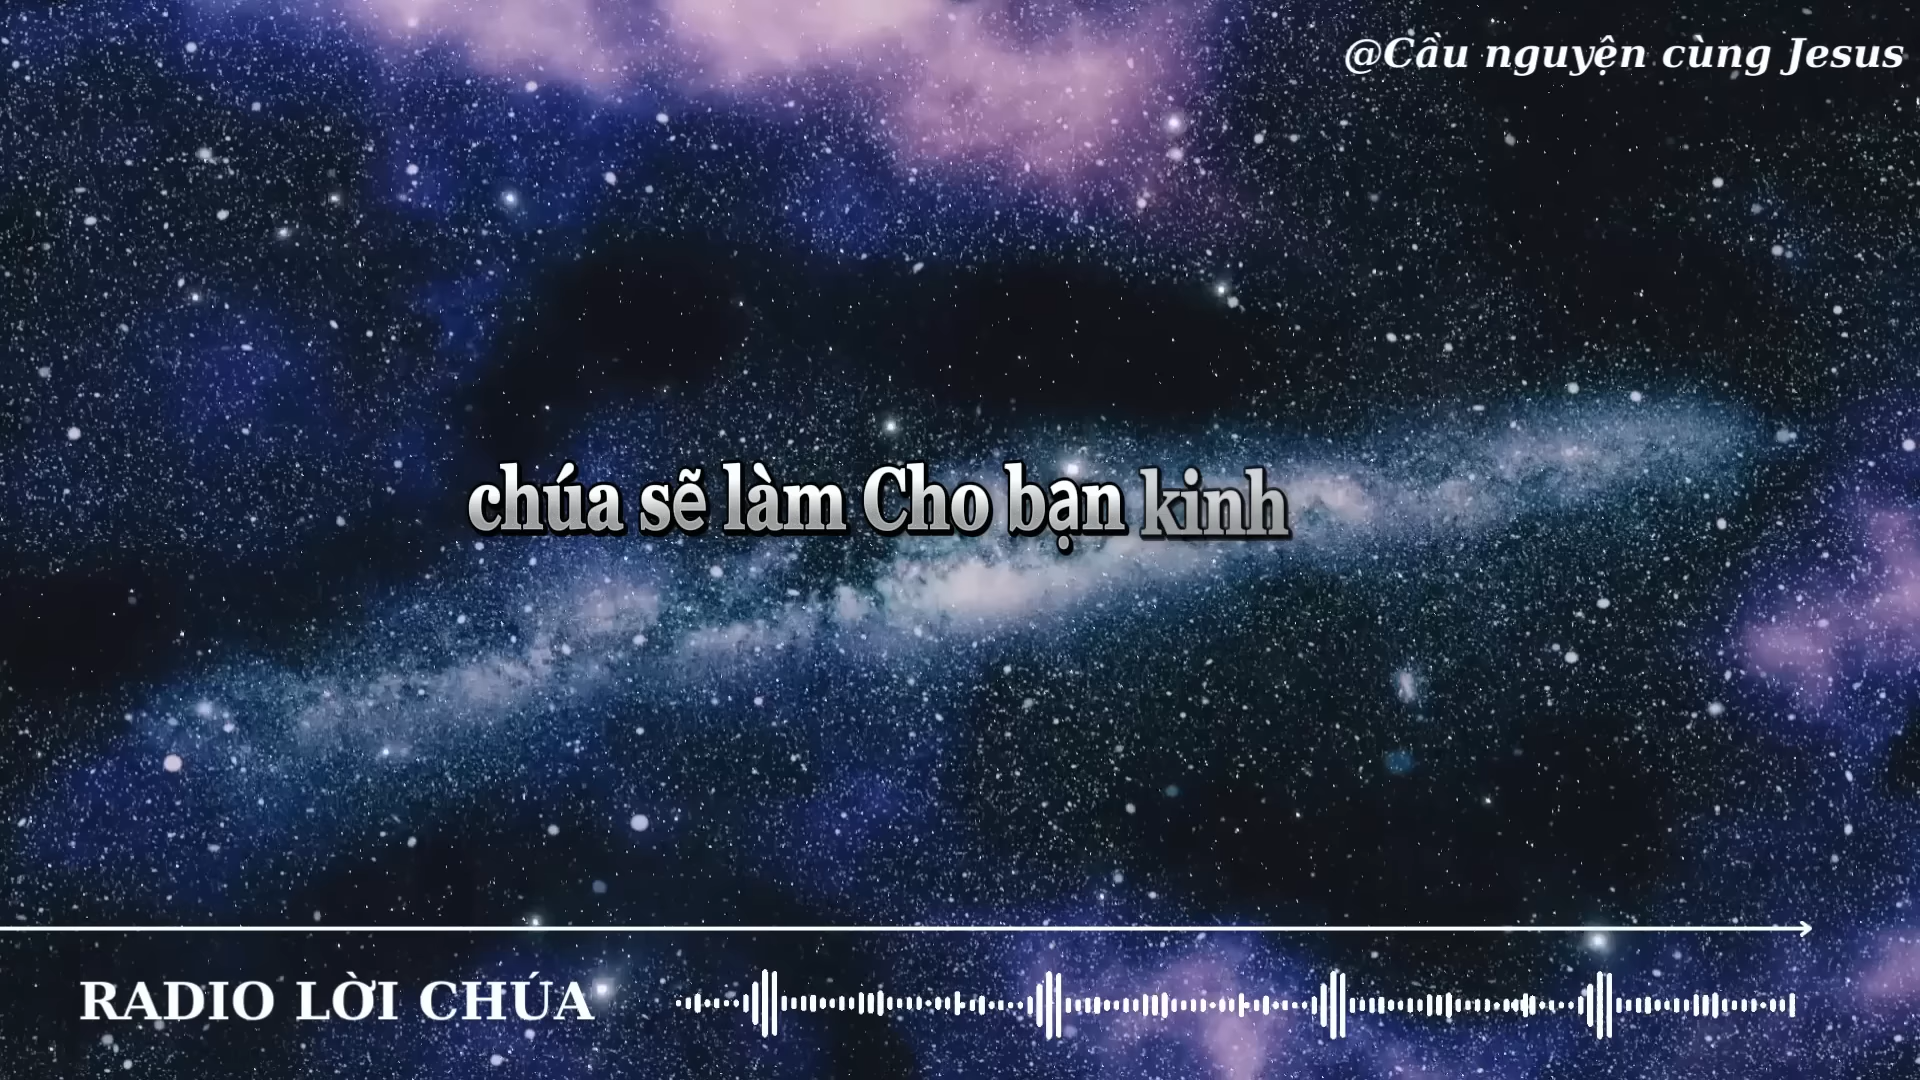 @Cầu nguyện cùng Jesus
chúa sẽ làm Cho bạn kinh
RADIO LỜI CHÚA